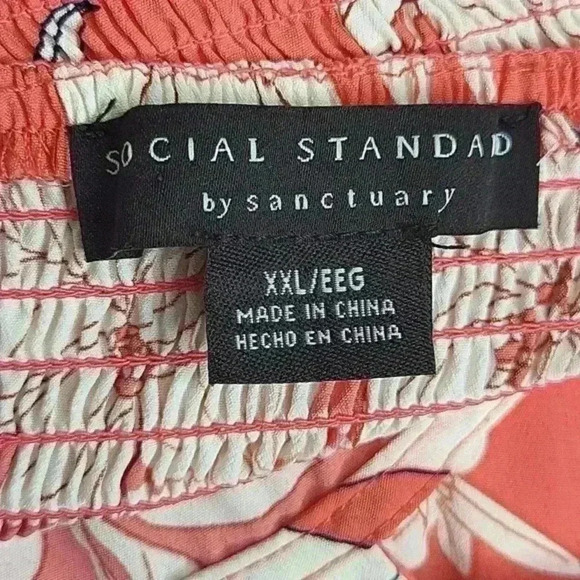 SOCIAL STANDAD
by sanctuary
XXL/EEG
MADE IN CHINA
HECHO EN CHINA